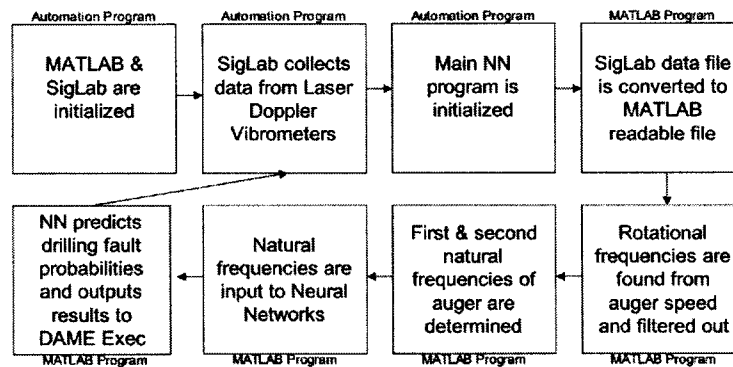 Automation Program
MATLAB &
SigLab are
initialized
Automation Program
SigLab collects
data from Laser
Doppler
Vibrometers
Automation Program
Main NN
program is
initialized
MATLAB Program
SigLab data file
is converted to
MATLAB
readable file
Rotational
frequencies are
found from
auger speed
and filtered out
MATLAB Program
First & second
natural
frequencies of
auger are
determined
MATLAB Program
Natural
frequencies are
input to Neural
Networks
MATLAB Program
NN predicts
drilling fault
probabilities
and outputs
results to
DAME Exec
MATLAB Program